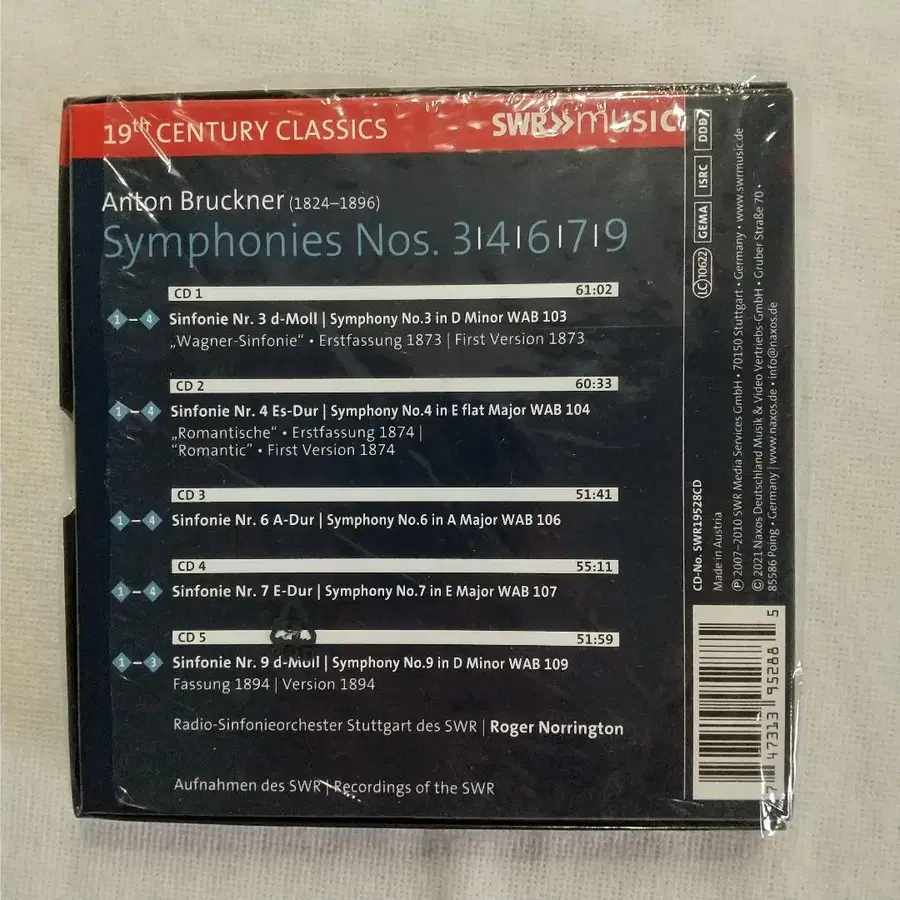 19th CENTURY CLASSICS
SWR» music
Anton Bruckner (1824–1896)
Symphonies Nos. 3|4|6|7|9
CD 1 61:02
1–4 Sinfonie Nr. 3 d-Moll | Symphony No.3 in D Minor WAB 103
„Wagner-Sinfonie“ • Erstfassung 1873 | First Version 1873
CD 2 60:33
1–4 Sinfonie Nr. 4 Es-Dur | Symphony No.4 in E flat Major WAB 104
„Romantische“ • Erstfassung 1874 |
“Romantic” • First Version 1874
CD 3 51:41
1–4 Sinfonie Nr. 6 A-Dur | Symphony No.6 in A Major WAB 106
CD 4 55:11
1–4 Sinfonie Nr. 7 E-Dur | Symphony No.7 in E Major WAB 107
CD 5 51:59
1–3 Sinfonie Nr. 9 d-Moll | Symphony No.9 in D Minor WAB 109
Fassung 1894 | Version 1894
Radio-Sinfonieorchester Stuttgart des SWR | Roger Norrington
Aufnahmen des SWR | Recordings of the SWR
LC 10622 GEMA ISRC DDD
CD-No. SWR19528CD
Made in Austria
℗ 2007–2010 SWR Media Services GmbH • 70150 Stuttgart • Germany • www.swrmusic.de
© 2021 Naxos Deutschland Musik & Video Vertriebs-GmbH • Gruber Straße 70 •
85586 Poing • Germany | www.naxos.de • info@naxos.de
7 47313 95288 5